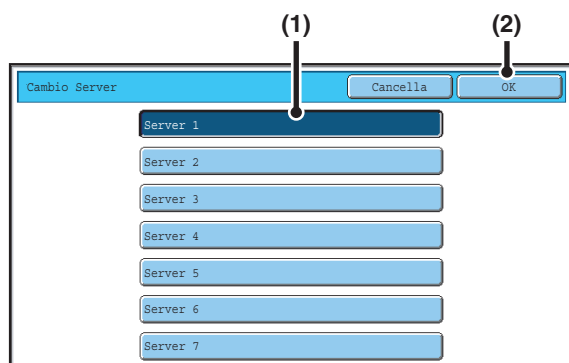 (1) (2)
Cambio Server Cancella OK
Server 1
Server 2
Server 3
Server 4
Server 5
Server 6
Server 7